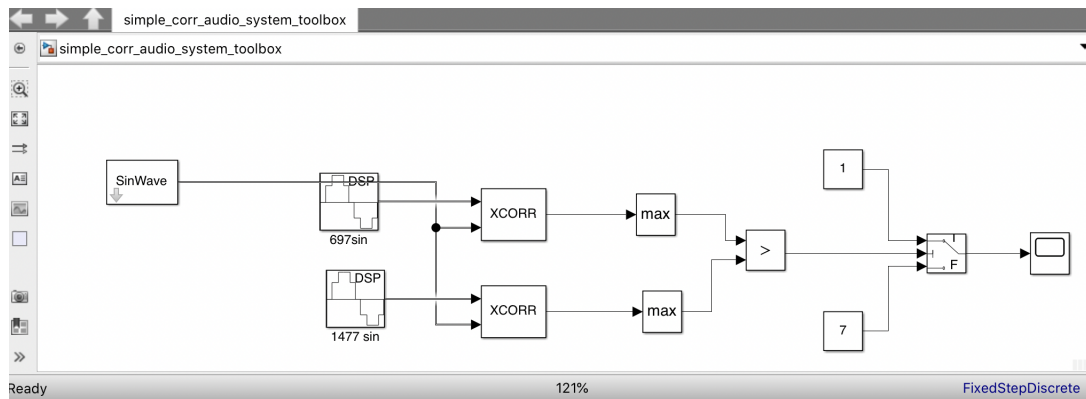 simple_corr_audio_system_toolbox
simple_corr_audio_system_toolbox
SinWave
DSP
697sin
DSP
1477 sin
XCORR
XCORR
max
max
>
1
7
T
F
Ready
121%
FixedStepDiscrete